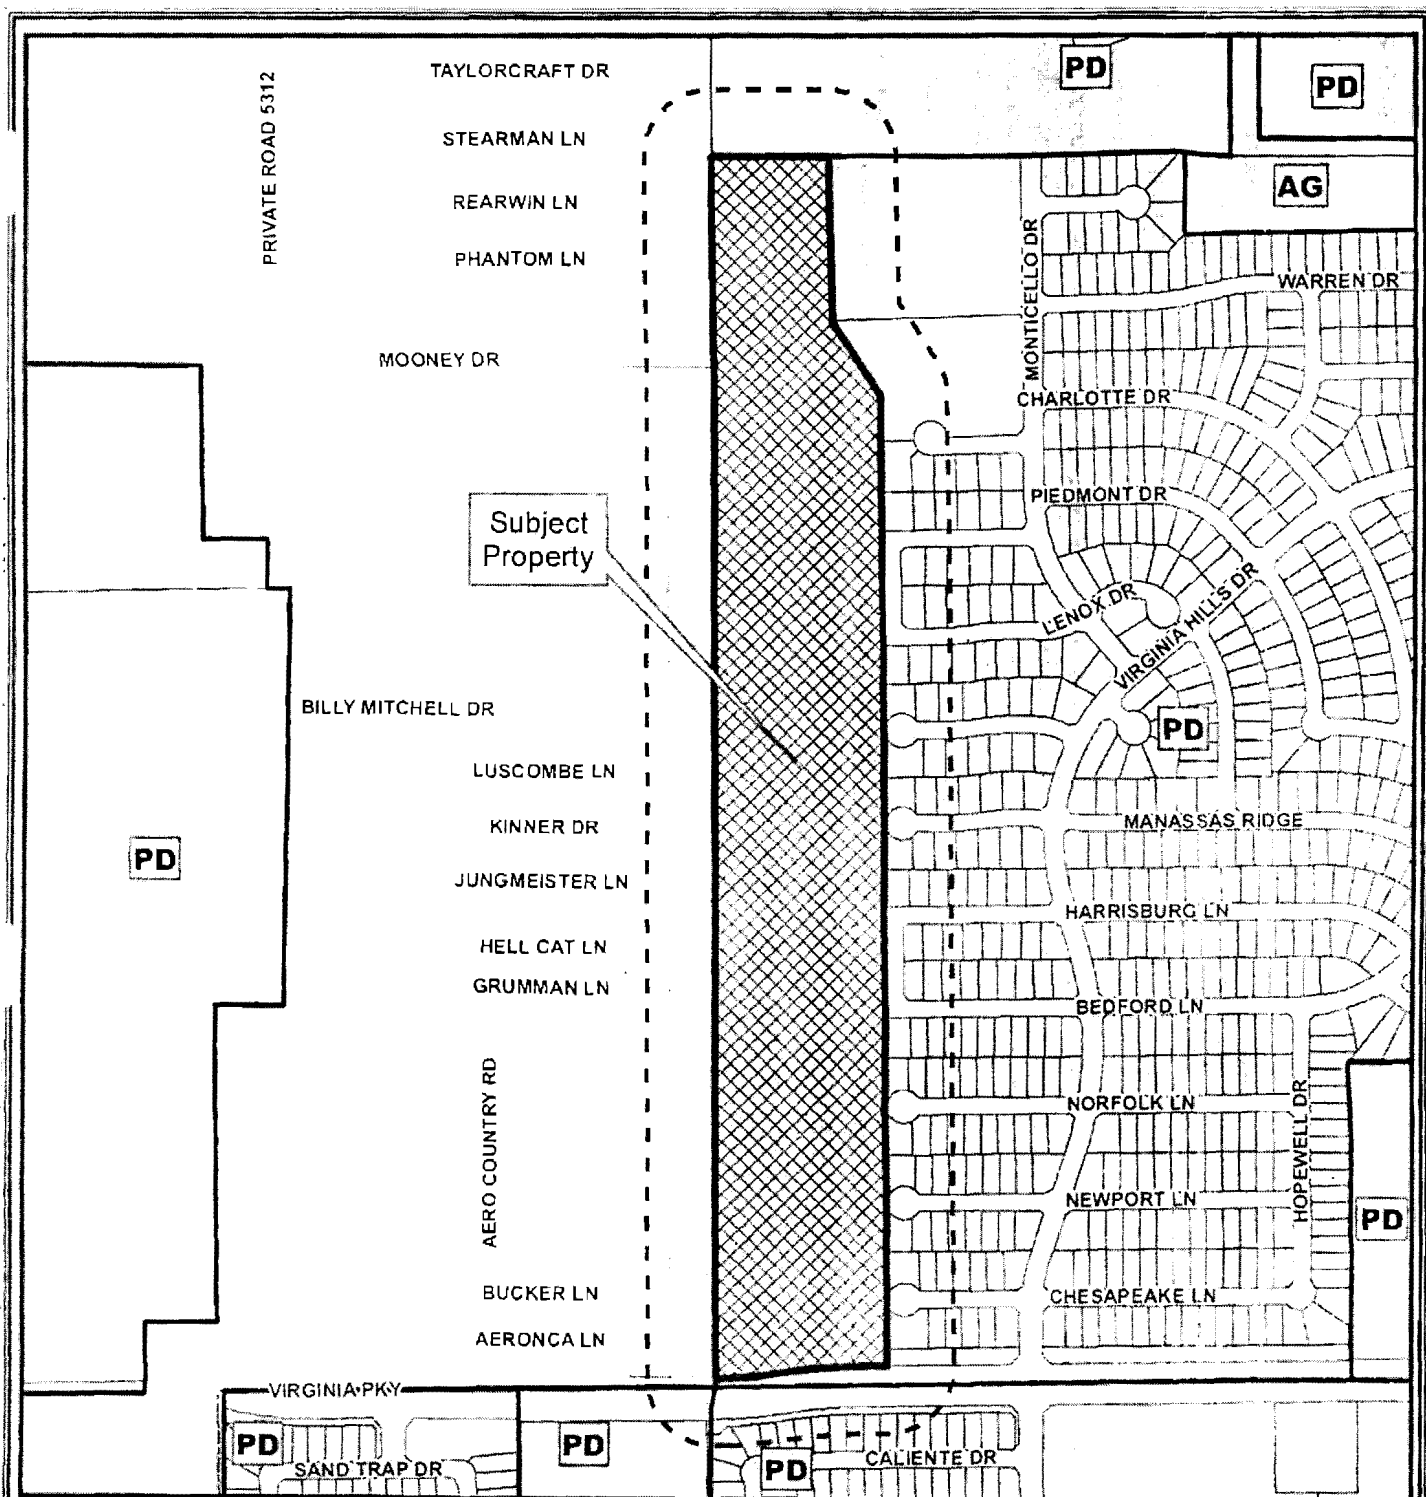 TAYLORCRAFT DR
PD
PD
PRIVATE ROAD 5312
STEARMAN LN
REARWIN LN
AG
PHANTOM LN
MONTICELLO DR
WARREN DR
MOONEY DR
CHARLOTTE DR
PIEDMONT DR
Subject
Property
LENOX DR
VIRGINIA HILLS DR
BILLY MITCHELL DR
PD
LUSCOMBE LN
KINNER DR
MANASSAS RIDGE
PD
JUNGMEISTER LN
HARRISBURG LN
HELL CAT LN
GRUMMAN LN
BEDFORD LN
AERO COUNTRY RD
NORFOLK LN
HOPEWELL DR
NEWPORT LN
PD
BUCKER LN
CHESAPEAKE LN
AERONCA LN
VIRGINIA PKY
PD
PD
SAND TRAP DR
PD
CALIENTE DR